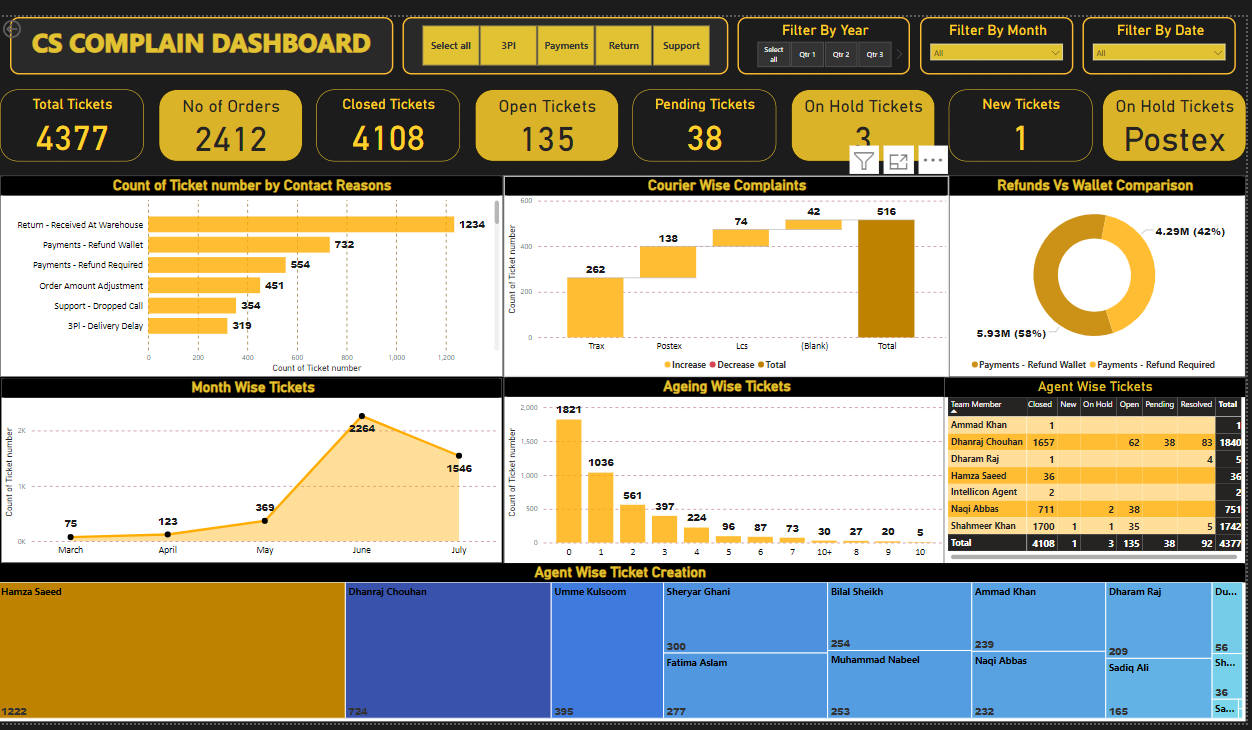 CS COMPLAIN DASHBOARD
Select all
3Pl
Payments
Return
Support
Filter By Year
Select all
Qtr 1
Qtr 2
Qtr 3
Filter By Month
All
Filter By Date
All
Total Tickets
4377
No of Orders
2412
Closed Tickets
4108
Open Tickets
135
Pending Tickets
38
On Hold Tickets
3
New Tickets
1
On Hold Tickets
Postex
Count of Ticket number by Contact Reasons
Return - Received At Warehouse 1234
Payments - Refund Wallet 732
Payments - Refund Required 554
Order Amount Adjustment 451
Support - Dropped Call 354
3Pl - Delivery Delay 319
0 200 400 600 800 1,000 1,200
Count of Ticket number
Courier Wise Complaints
Count of Ticket number
600
400
200
0
262
138
74
42
516
Trax Postex Lcs (Blank) Total
Increase Decrease Total
Refunds Vs Wallet Comparison
4.29M (42%)
5.93M (58%)
Payments - Refund Wallet Payments - Refund Required
Month Wise Tickets
Count of Ticket number
2K
1K
0K
75
123
369
2264
1546
March April May June July
Ageing Wise Tickets
Count of Ticket number
2,000
1,500
1,000
500
0
1821 1036 561 397 224 96 87 73 30 27 20 5
0 1 2 3 4 5 6 7 10+ 8 9 10
Agent Wise Tickets
Team Member Closed New On Hold Open Pending Resolved Total
Ammad Khan 1 1
Dhanraj Chouhan 1657 62 38 83 1840
Dharam Raj 1 4 5
Hamza Saeed 36 36
Intellicon Agent 2 2
Naqi Abbas 711 2 38 751
Shahmeer Khan 1700 1 1 35 5 1742
Total 4108 1 3 135 38 92 4377
Agent Wise Ticket Creation
Hamza Saeed
1222
Dhanraj Chouhan
724
Umme Kulsoom
395
Sheryar Ghani
300
Fatima Aslam
277
Bilal Sheikh
254
Muhammad Nabeel
253
Ammad Khan
239
Naqi Abbas
232
Dharam Raj
209
Sadiq Ali
165
Du...
56
Sh...
36
Sa...